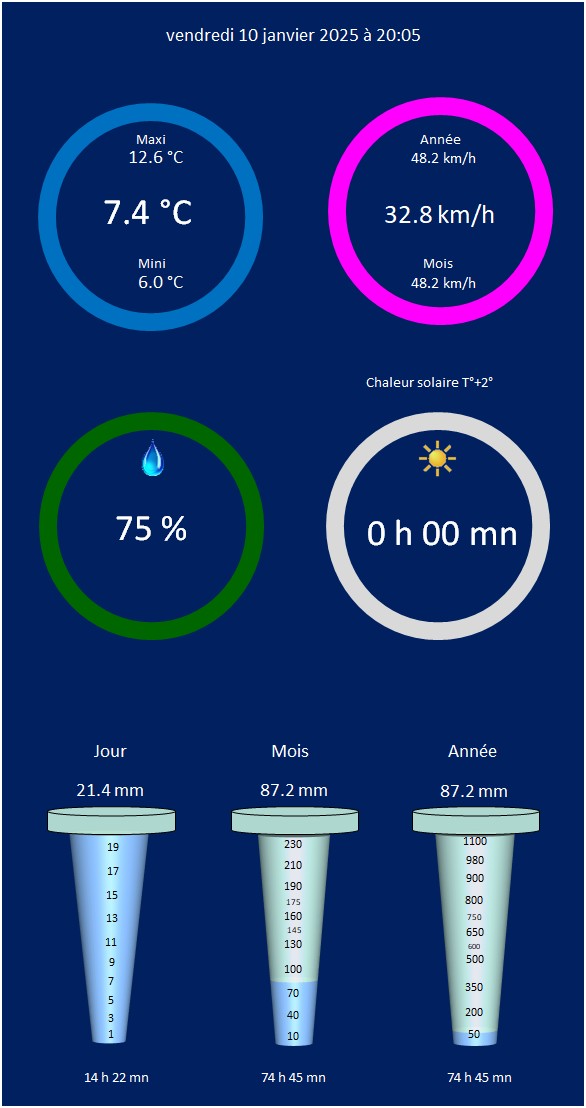 vendredi 10 janvier 2025 à 20:05
Maxi
12.6 °C
7.4 °C
Mini
6.0 °C
Année
48.2 km/h
32.8 km/h
Mois
48.2 km/h
Chaleur solaire T°+2°
75 %
0 h 00 mn
Jour
21.4 mm
19
17
15
13
11
9
7
5
3
1
14 h 22 mn
Mois
87.2 mm
230
210
190
175
160
145
130
100
70
40
10
74 h 45 mn
Année
87.2 mm
1100
980
900
800
750
650
600
500
350
200
50
74 h 45 mn